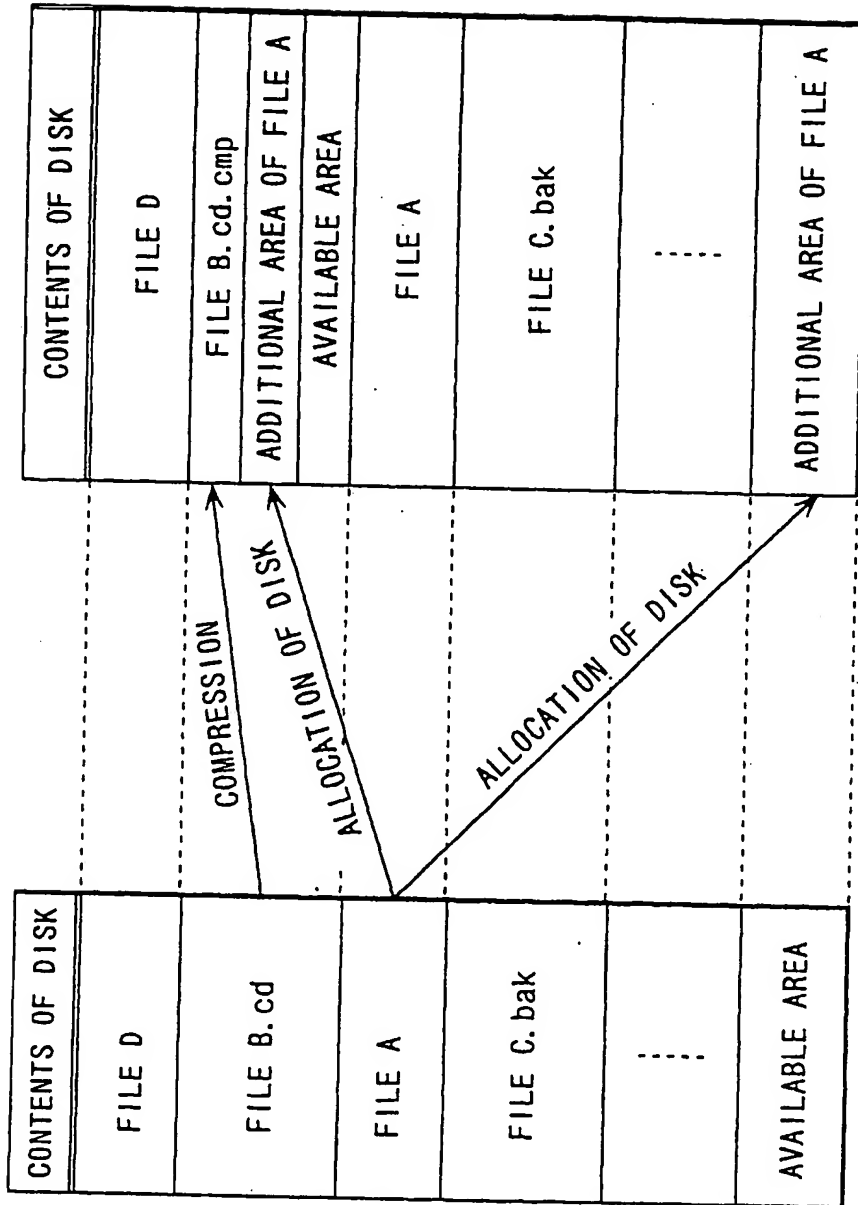 CONTENTS OF DISK
FILE D
FILE B.cd
FILE A
FILE C.bak
------
AVAILABLE AREA
COMPRESSION
ALLOCATION OF DISK
ALLOCATION OF DISK
CONTENTS OF DISK
FILE D
FILE B.cd.cmp
ADDITIONAL AREA OF FILE A
AVAILABLE AREA
FILE A
FILE C.bak
------
ADDITIONAL AREA OF FILE A